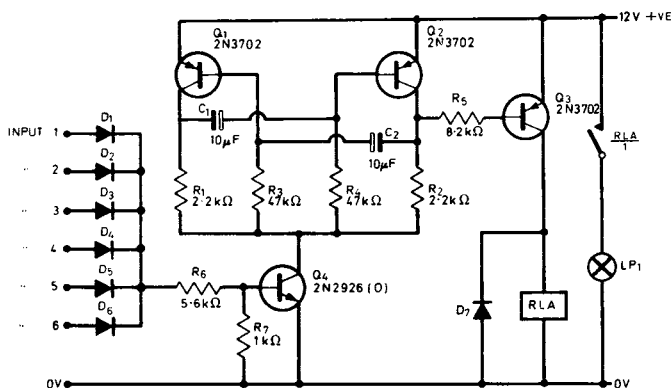 Q1
2N3702
Q2
2N3702
12V +VE
D1
INPUT 1
C1
10µF
C2
10µF
R5
8·2kΩ
Q3
2N3702
RLA
1
D2
" 2
D3
" 3
R1
2·2kΩ
R3
47kΩ
R4
47kΩ
R2
2·2kΩ
D4
" 4
D5
" 5
R6
5·6kΩ
Q4
2N2926 (O)
LP1
D6
" 6
R7
1kΩ
D7
RLA
0V
0V